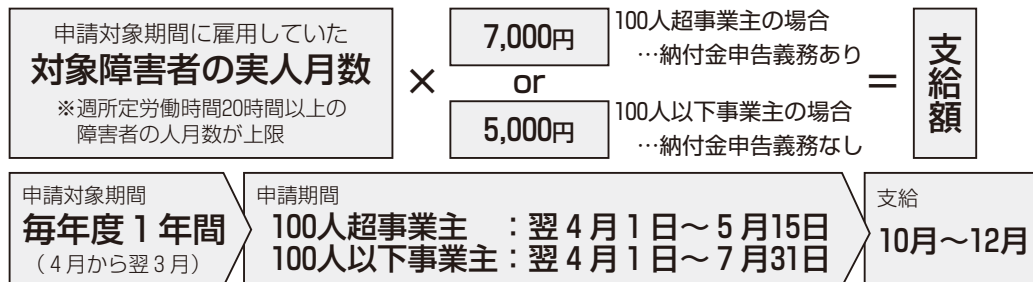 申請対象期間に雇用していた
対象障害者の実人月数
※週所定労働時間20時間以上の
障害者の人月数が上限
×
7,000円
100人超事業主の場合
…納付金申告義務あり
or
5,000円
100人以下事業主の場合
…納付金申告義務なし
=
支給額
申請対象期間
毎年度1年間
（4月から翌3月）
申請期間
100人超事業主　：翌4月1日～5月15日
100人以下事業主：翌4月1日～7月31日
支給
10月～12月